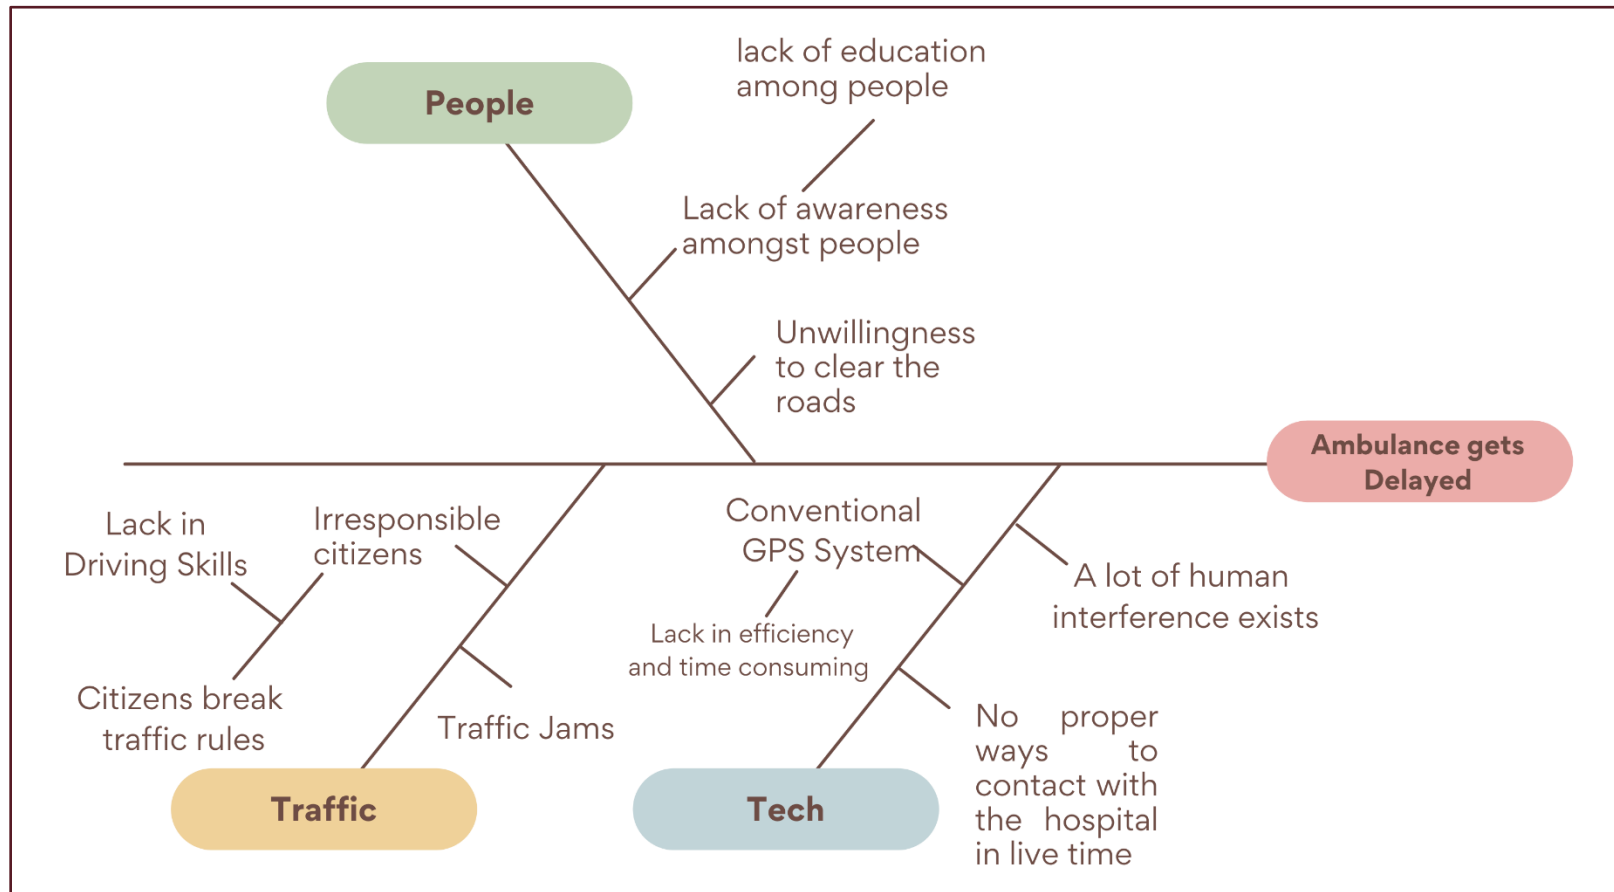 People
lack of education
among people
Lack of awareness
amongst people
Unwillingness
to clear the
roads
Ambulance gets
Delayed
Lack in
Driving Skills
Irresponsible
citizens
Citizens break
traffic rules
Traffic Jams
Traffic
Conventional
GPS System
Lack in efficiency
and time consuming
A lot of human
interference exists
No proper
ways to
contact with
the hospital
in live time
Tech